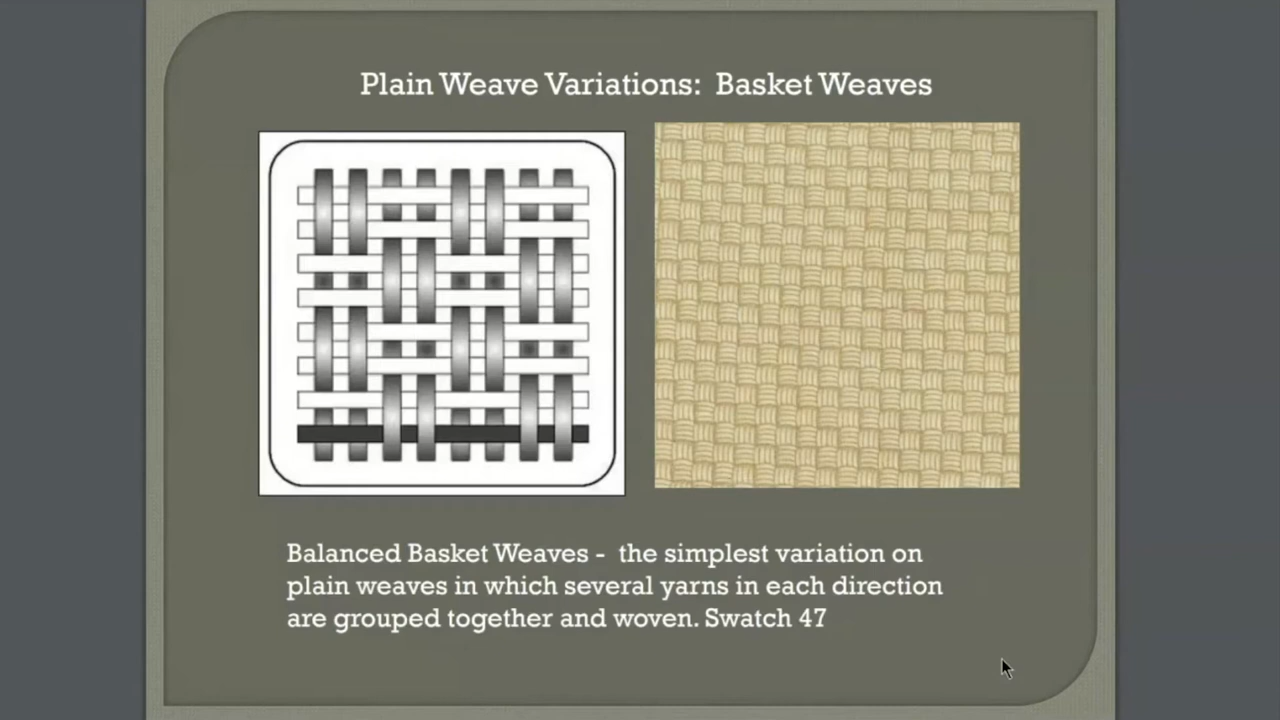 Plain Weave Variations: Basket Weaves
Balanced Basket Weaves - the simplest variation on
plain weaves in which several yarns in each direction
are grouped together and woven. Swatch 47